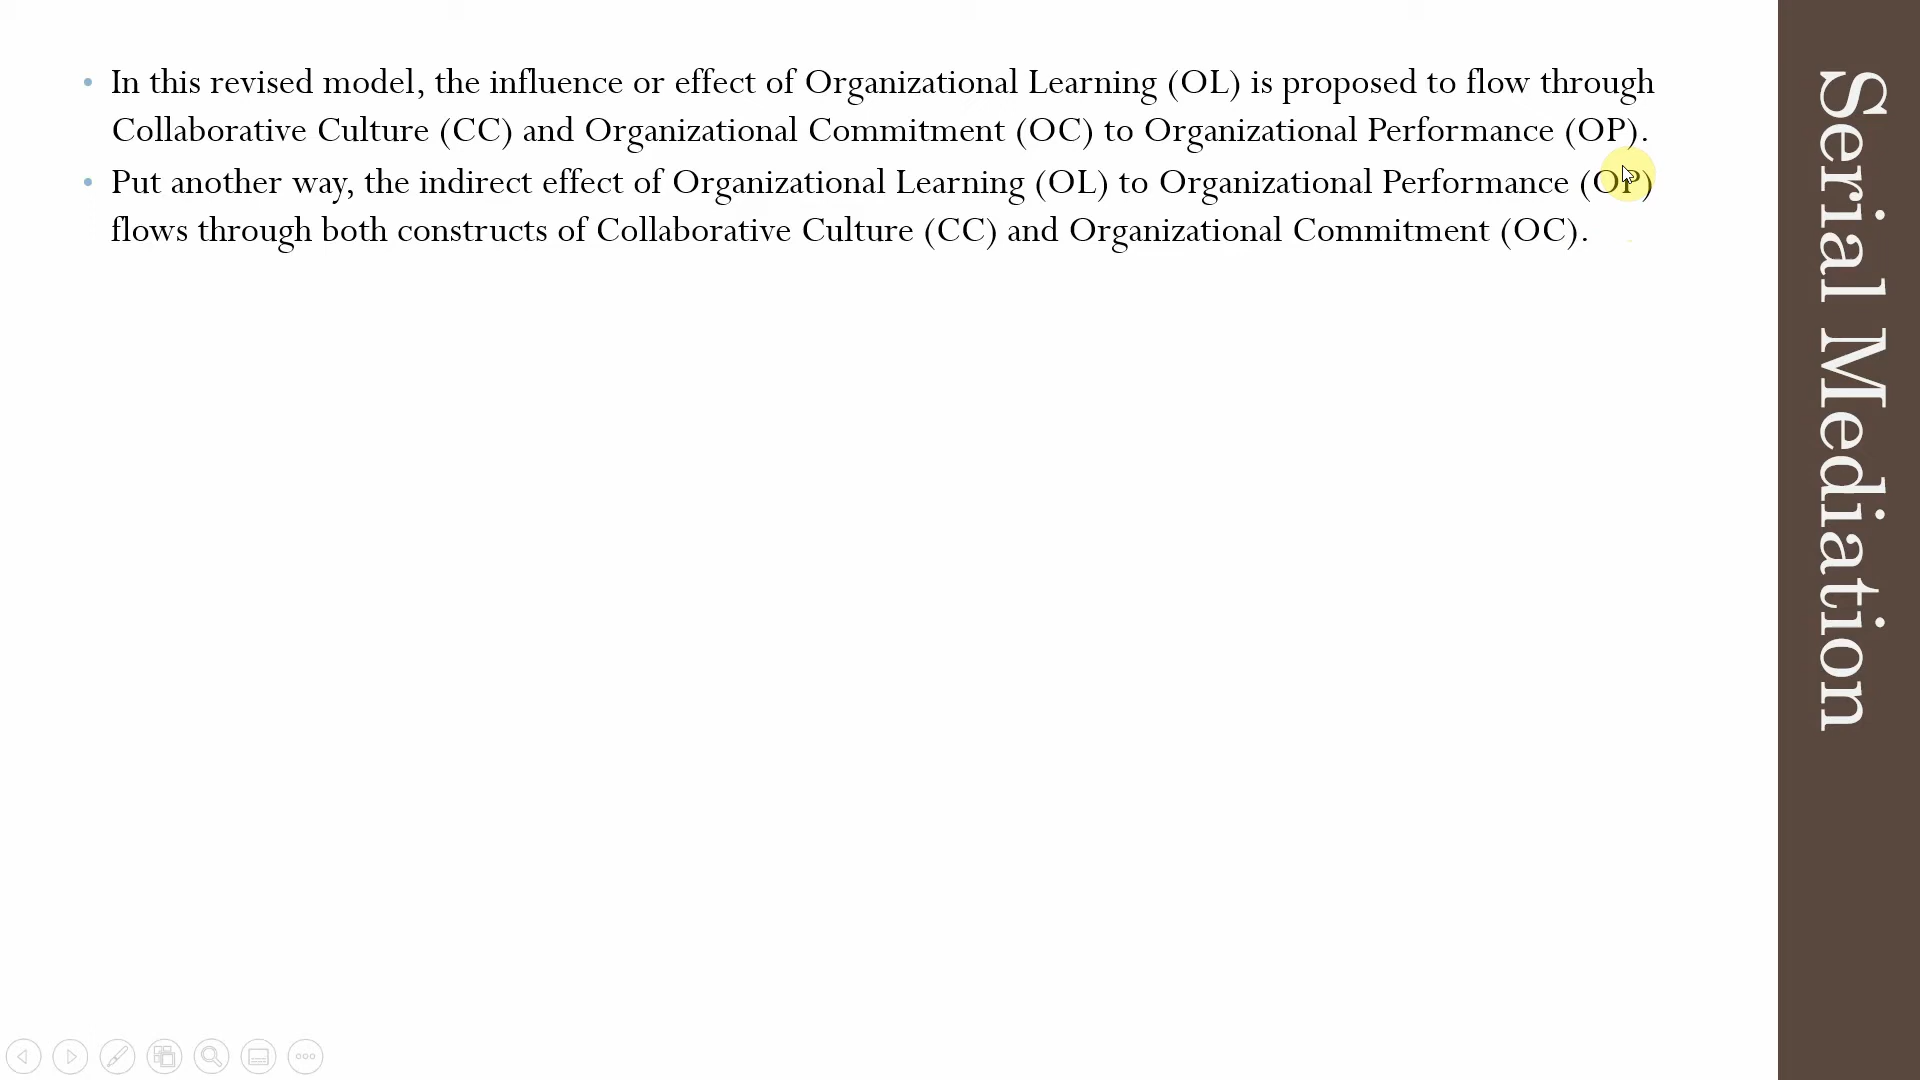 • In this revised model, the influence or effect of Organizational Learning (OL) is proposed to flow through
Collaborative Culture (CC) and Organizational Commitment (OC) to Organizational Performance (OP).
• Put another way, the indirect effect of Organizational Learning (OL) to Organizational Performance (OP)
flows through both constructs of Collaborative Culture (CC) and Organizational Commitment (OC).
Serial Mediation